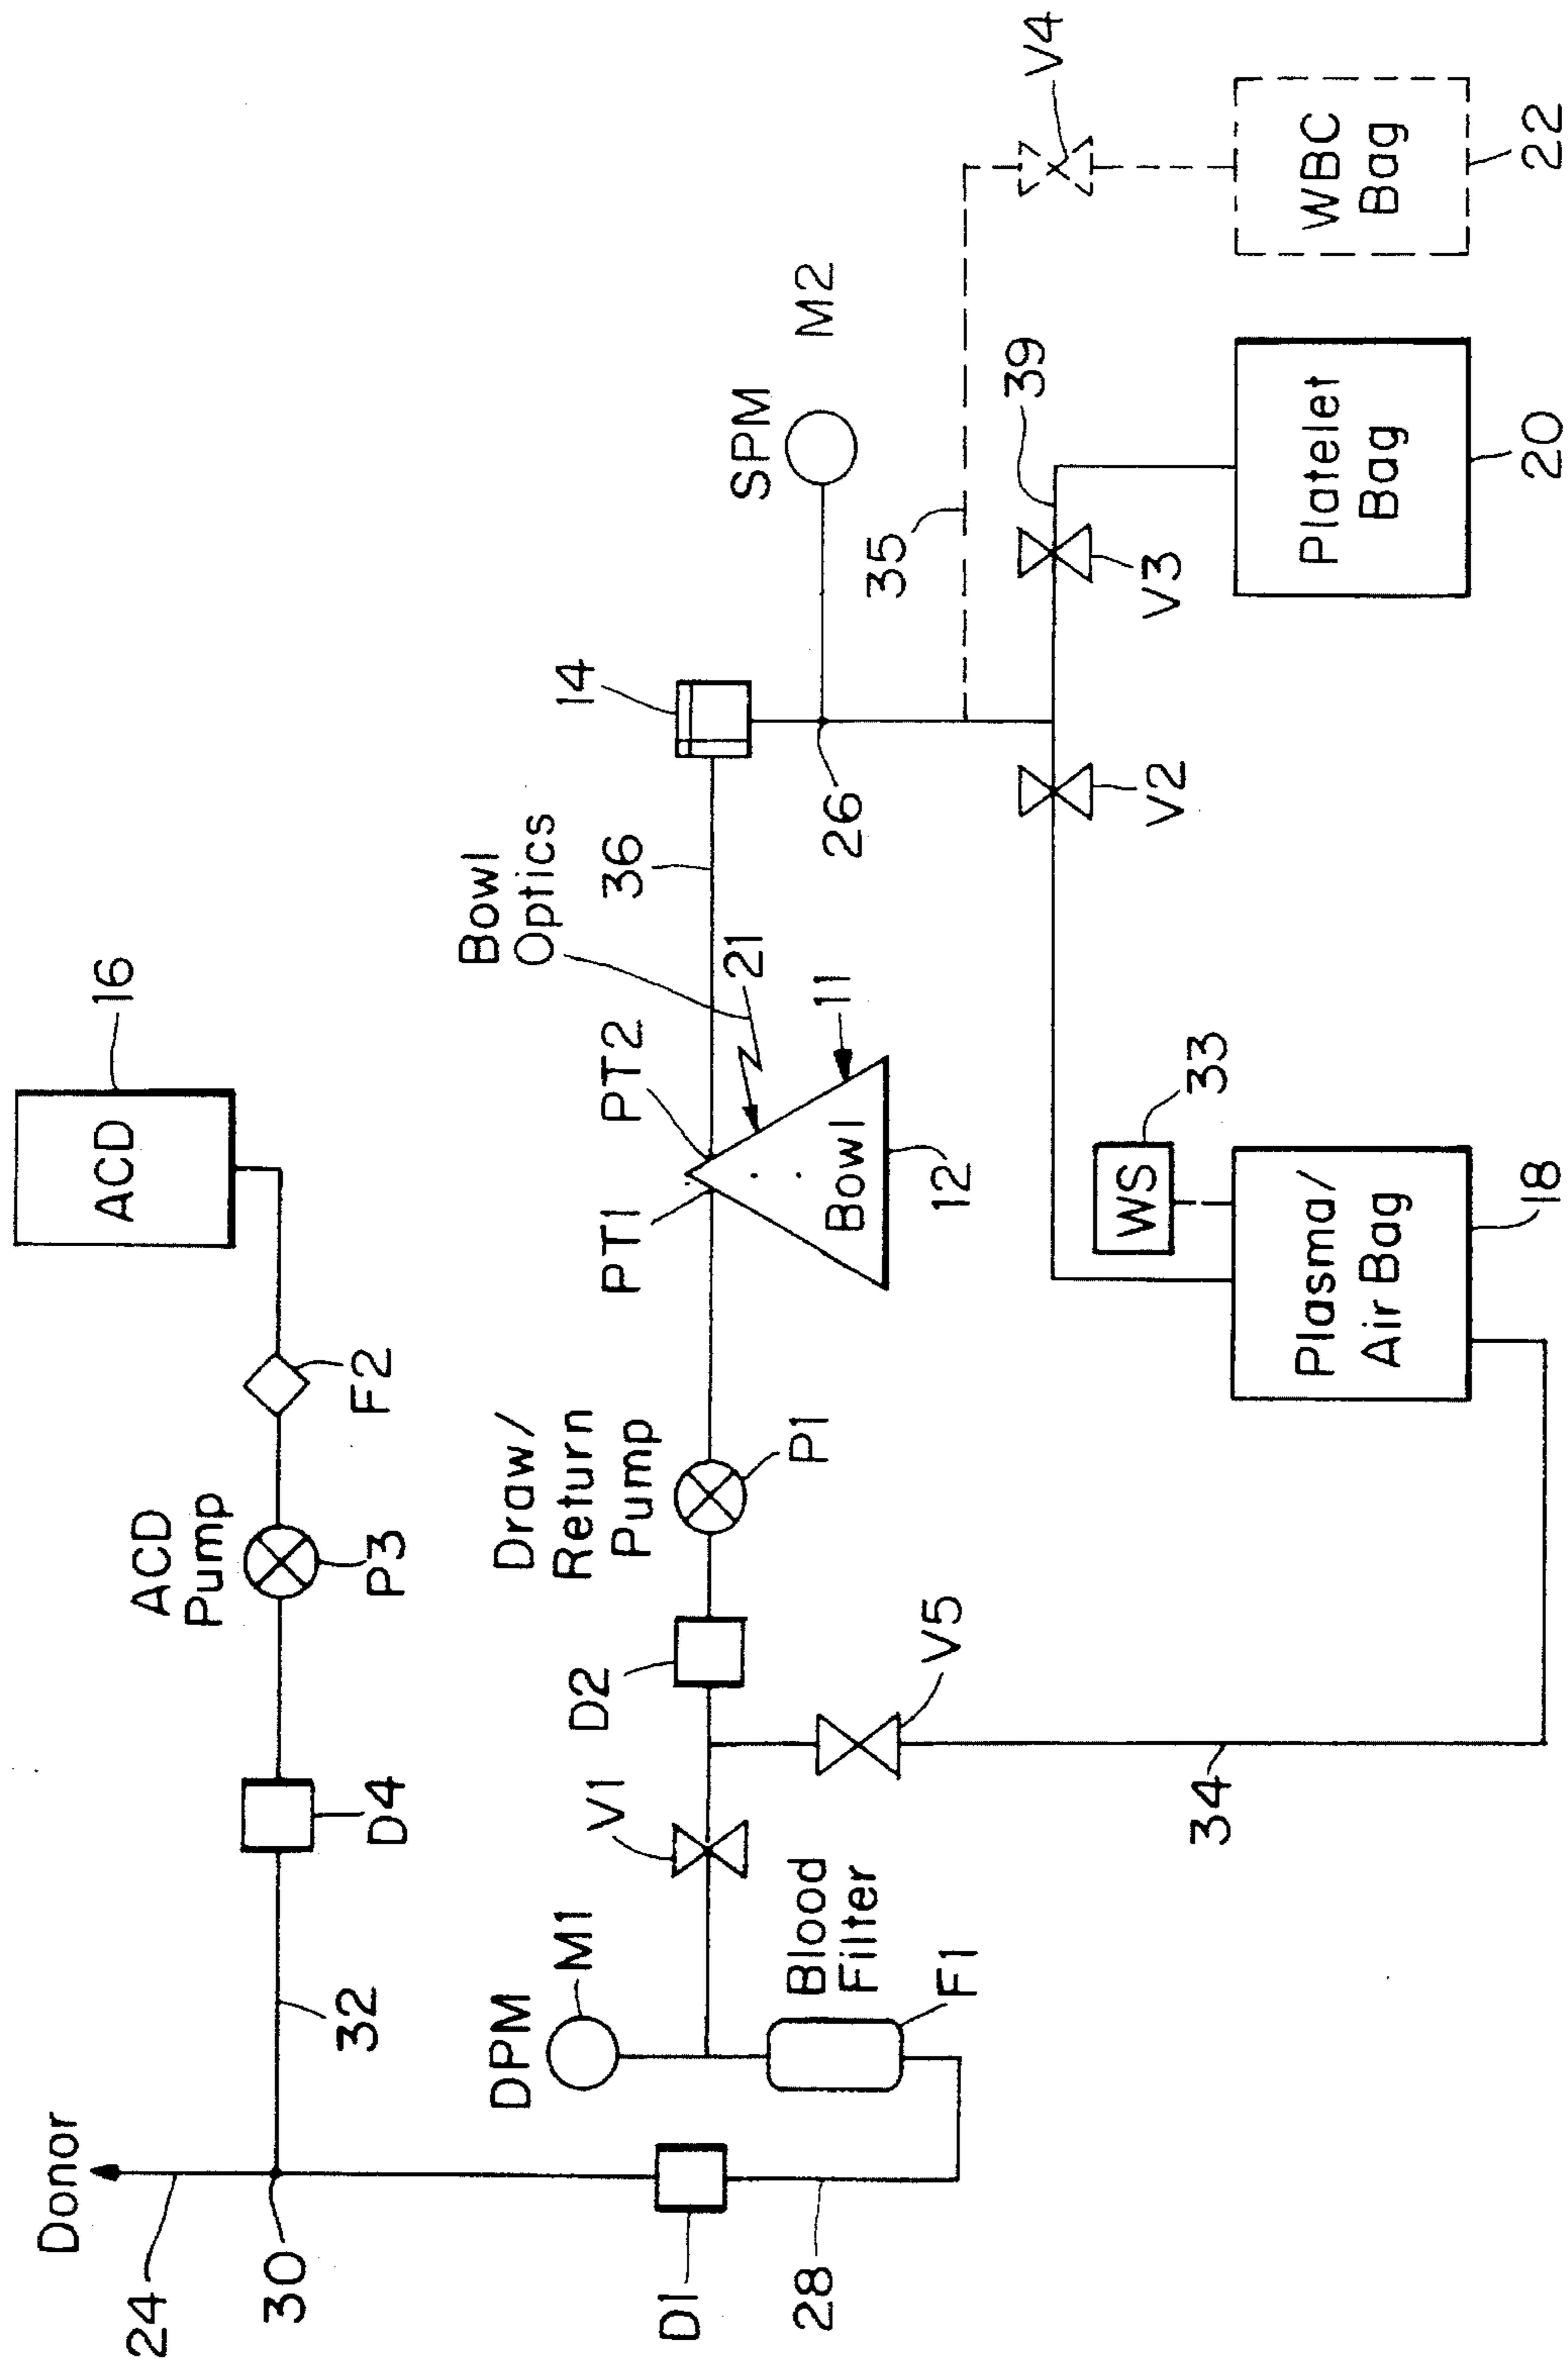 Donor
24
30
32
D4
ACD
Pump
P3
F2
ACD
16
D1
28
DPM
M1
Blood
Filter
F1
V1
D2
V5
34
Draw/
Return
Pump
P1
PT1
PT2
Bowl
Optics
21
11
Bowl
12
36
14
26
SPM
M2
35
39
V2
V3
V4
WS
33
Plasma/
Air Bag
18
Platelet
Bag
20
WBC
Bag
22